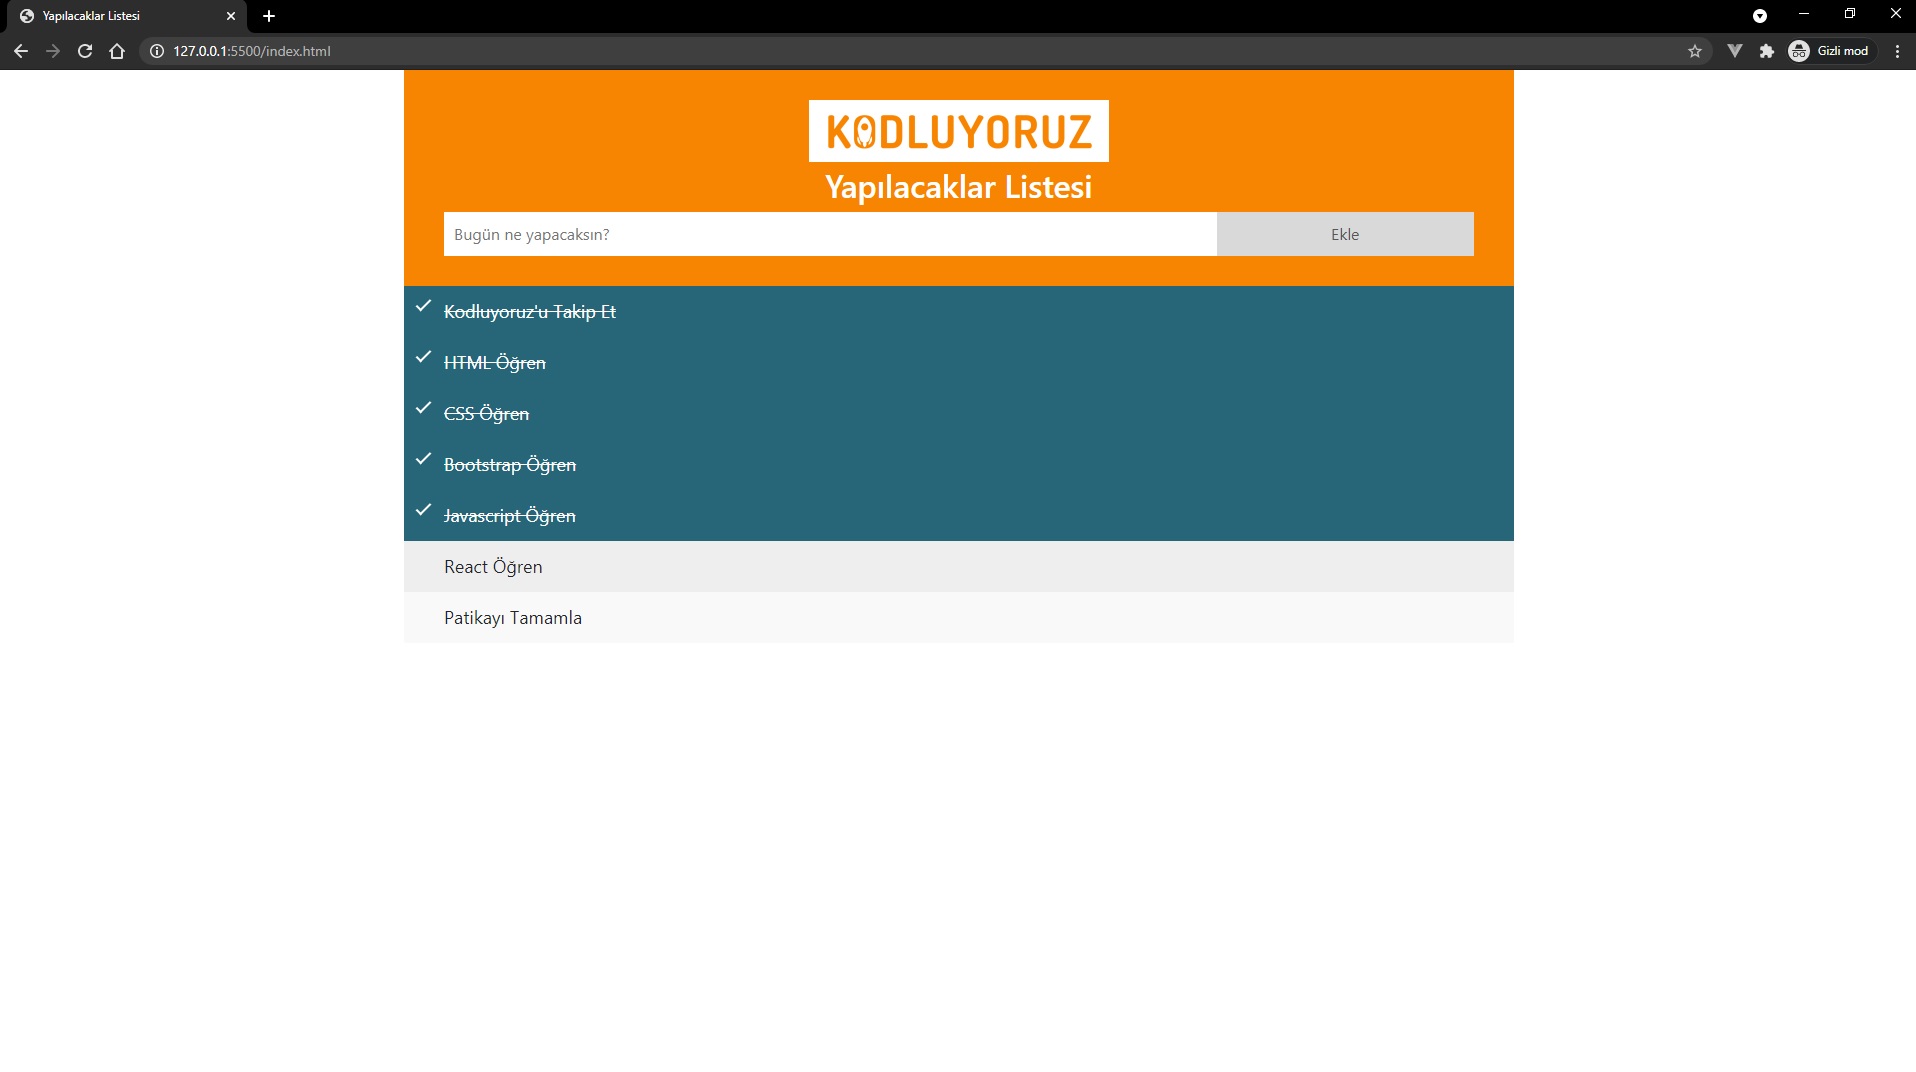 Yapılacaklar Listesi
127.0.0.1:5500/index.html
Gizli mod
KODLUYORUZ
Yapılacaklar Listesi
Bugün ne yapacaksın?
Ekle
Kodluyoruz'u Takip Et
HTML Öğren
CSS Öğren
Bootstrap Öğren
Javascript Öğren
React Öğren
Patikayı Tamamla